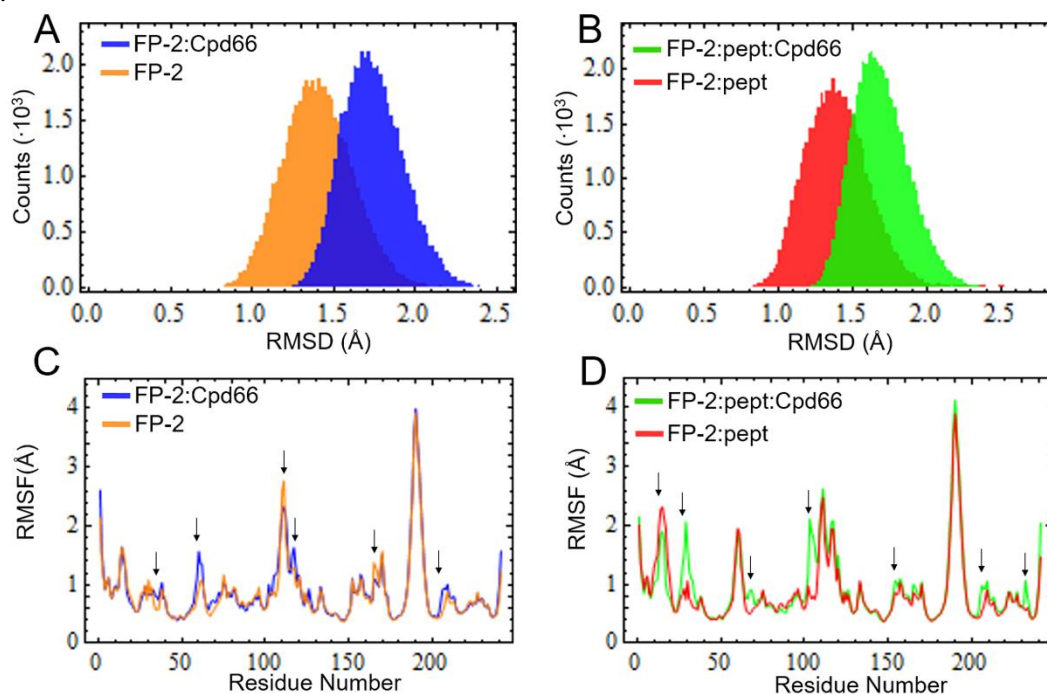 A
FP-2:Cpd66
FP-2
2.0
1.5
1.0
0.5
0.0
Counts (·10³)
0.0 0.5 1.0 1.5 2.0 2.5
RMSD (Å)
B
FP-2:pept:Cpd66
FP-2:pept
2.0
1.5
1.0
0.5
0.0
Counts (·10³)
0.0 0.5 1.0 1.5 2.0 2.5
RMSD (Å)
C
FP-2:Cpd66
FP-2
4
3
2
1
0
RMSF(Å)
0 50 100 150 200
Residue Number
D
FP-2:pept:Cpd66
FP-2:pept
4
3
2
1
0
RMSF (Å)
0 50 100 150 200
Residue Number